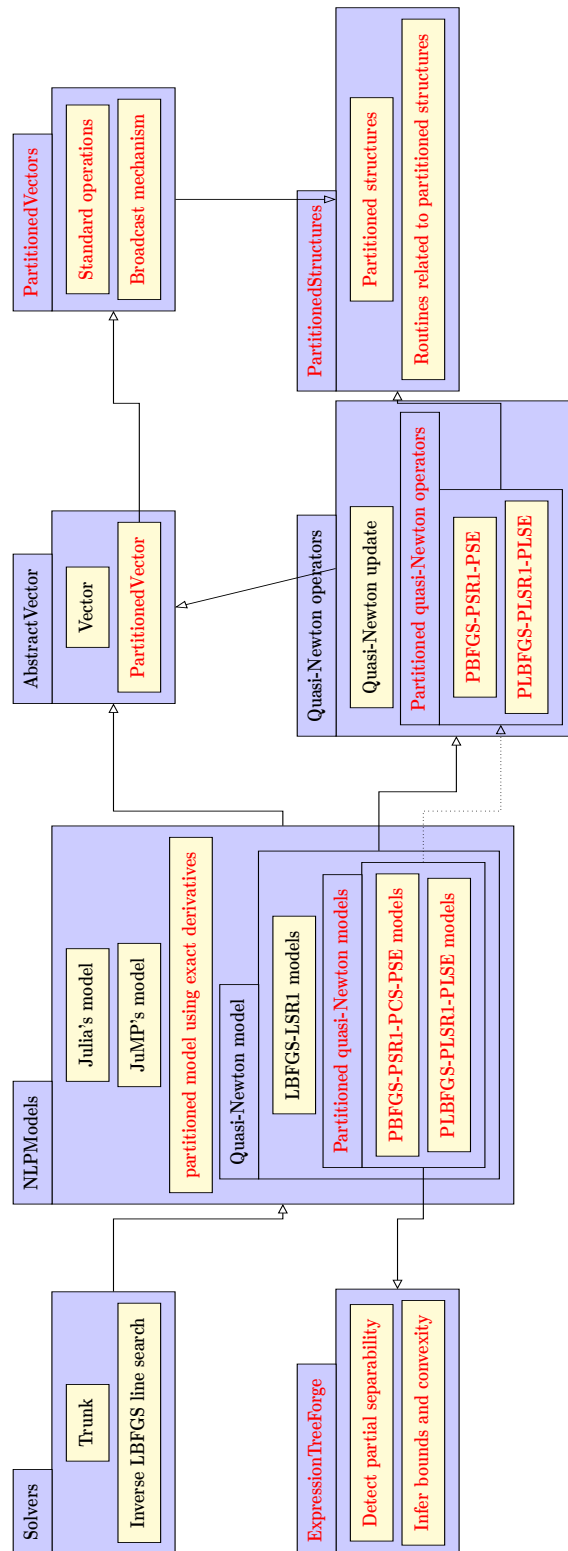 Solvers
Trunk
Inverse LBFGS line search
ExpressionTreeForge
Detect partial separability
Infer bounds and convexity
NLPModels
Julia's model
JuMP's model
partitioned model using exact derivatives
Quasi-Newton model
LBFGS-LSR1 models
Partitioned quasi-Newton models
PBFGS-PSR1-PCS-PSE models
PLBFGS-PLSR1-PLSE models
AbstractVector
Vector
PartitionedVector
Quasi-Newton operators
Quasi-Newton update
Partitioned quasi-Newton operators
PBFGS-PSR1-PSE
PLBFGS-PLSR1-PLSE
PartitionedVectors
Standard operations
Broadcast mechanism
PartitionedStructures
Partitioned structures
Routines related to partitioned structures